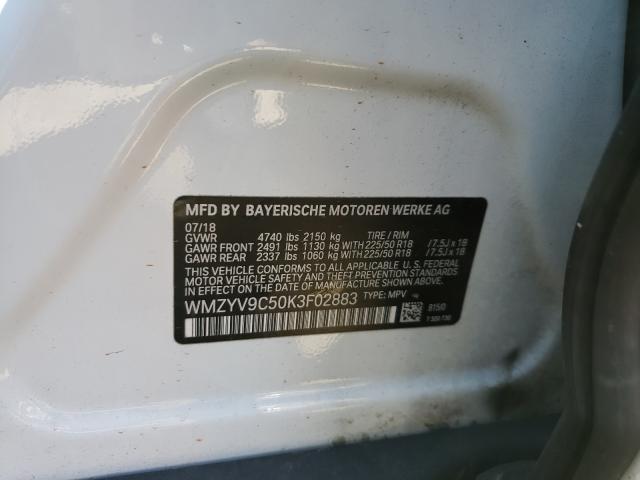 MFD BY BAYERISCHE MOTOREN WERKE AG
07/18
GVWR 4740 lbs 2150 kg TIRE / RIM
GAWR FRONT 2491 lbs 1130 kg WITH 225/50 R18 /7.5J x 18
GAWR REAR 2337 lbs 1060 kg WITH 225/50 R18 /7.5J x 18
THIS VEHICLE CONFORMS TO ALL APPLICABLE U.S. FEDERAL
MOTOR VEHICLE SAFETY, BUMPER, AND THEFT PREVENTION
STANDARDS IN EFFECT ON THE
DATE OF MANUFACTURE SHOWN ABOVE.
WMZYV9C50K3F02883 TYPE: MPV